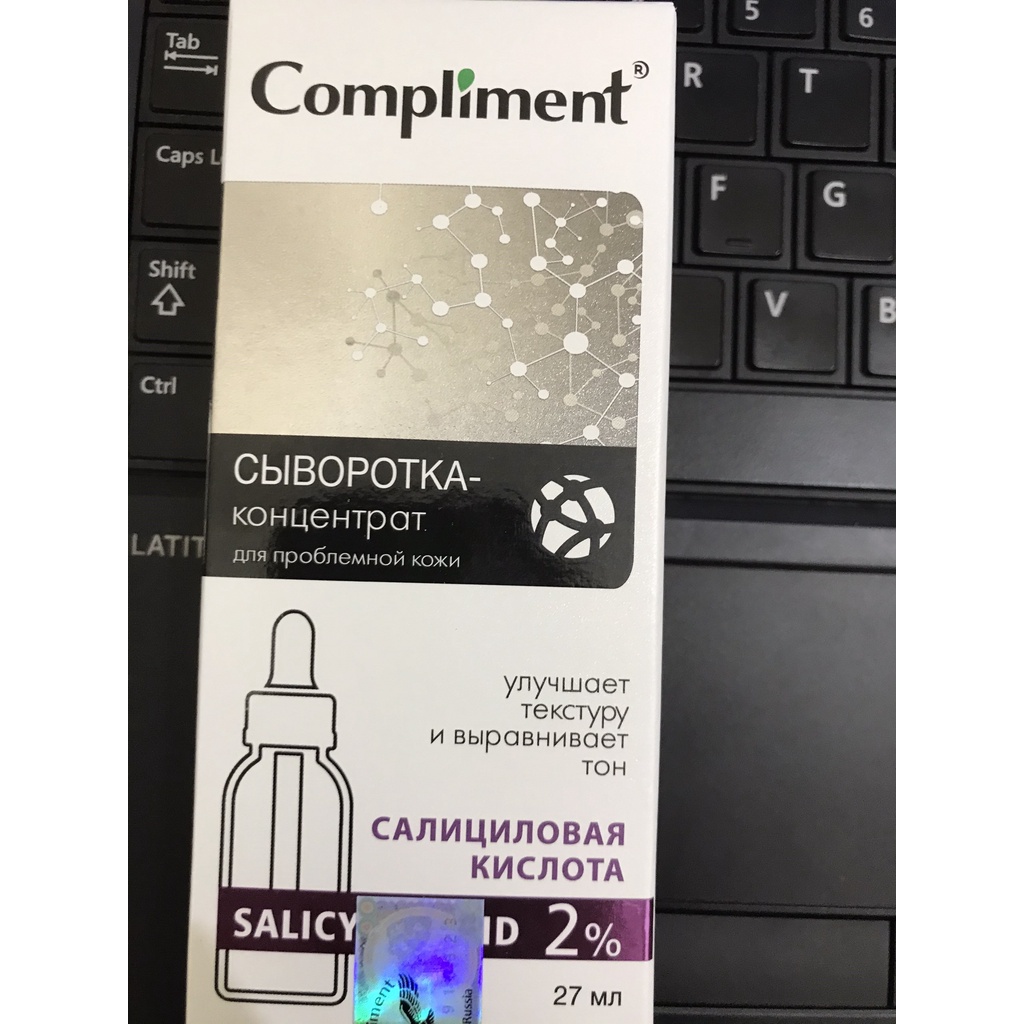 Compliment®
СЫВОРОТКА-
концентрат
для проблемной кожи
улучшает
текстуру
и выравнивает
тон
САЛИЦИЛОВАЯ
КИСЛОТА
2%
27 мл
Russia
Tab
Caps
Shift
Ctrl
5
6
R
T
F
G
V
B